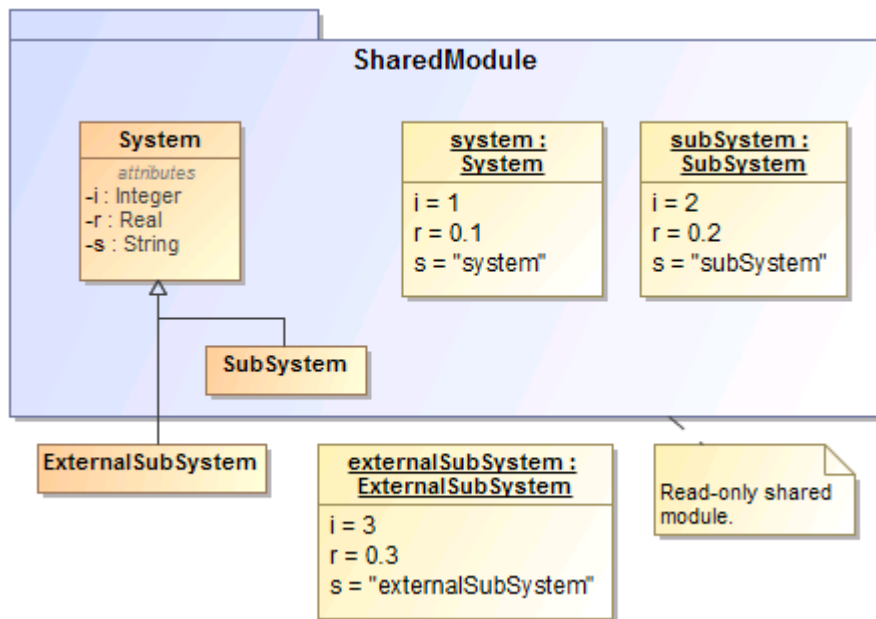 SharedModule
System
attributes
-i : Integer
-r : Real
-s : String
system :
System
i = 1
r = 0.1
s = "system"
subSystem :
SubSystem
i = 2
r = 0.2
s = "subSystem"
SubSystem
ExternalSubSystem
externalSubSystem :
ExternalSubSystem
i = 3
r = 0.3
s = "externalSubSystem"
Read-only shared
module.